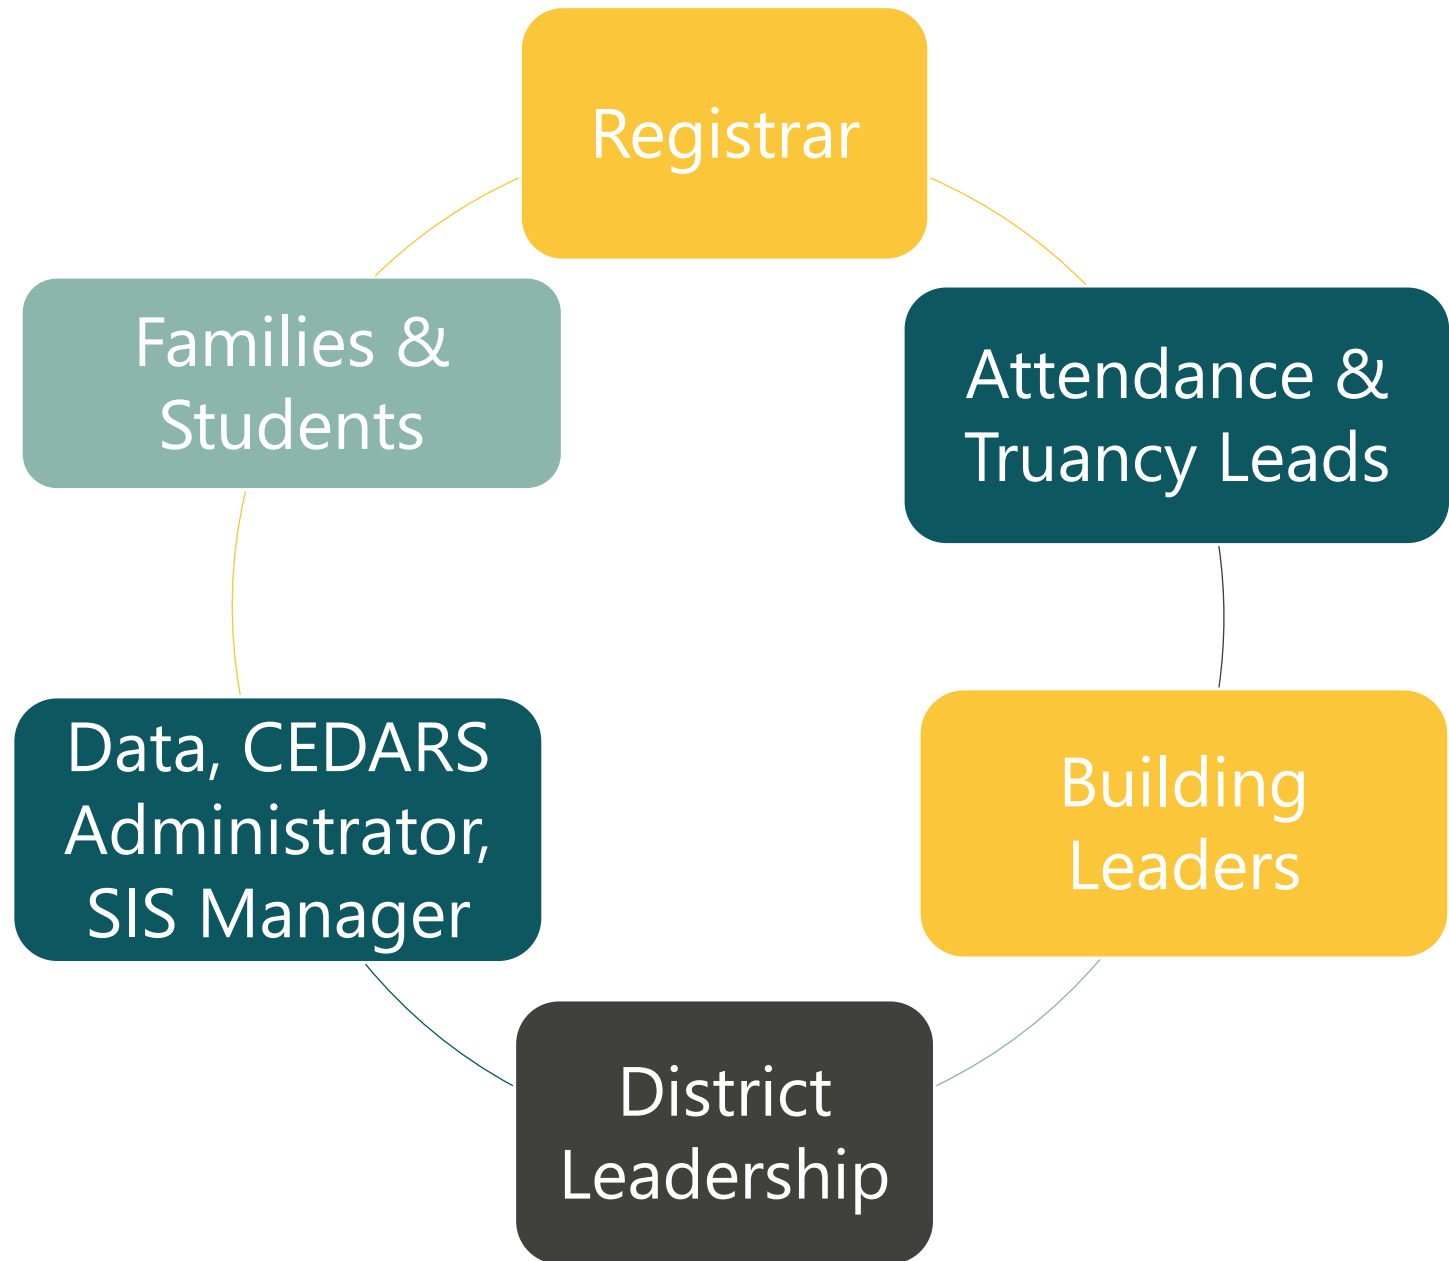 Registrar
Attendance &
Truancy Leads
Building
Leaders
District
Leadership
Data, CEDARS
Administrator,
SIS Manager
Families &
Students